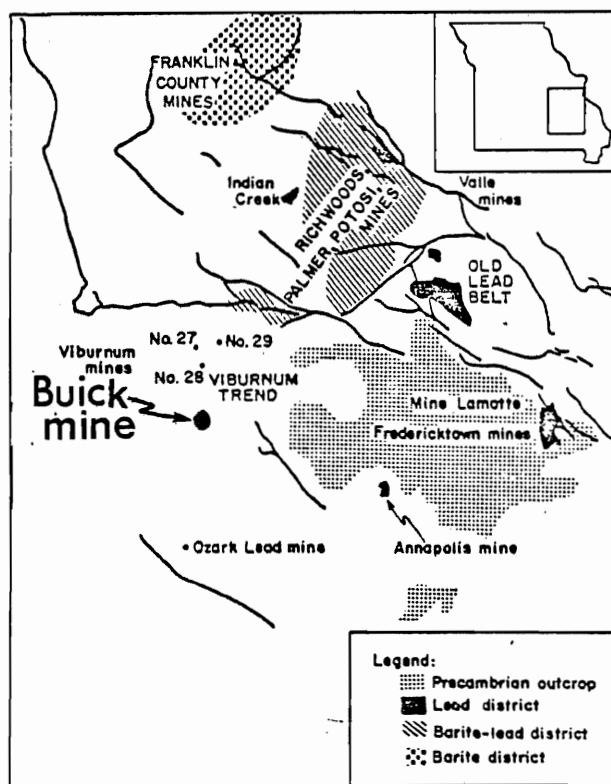 FRANKLIN
COUNTY
MINES
Indian
Creek
RICHWOODS,
PALMER, POTOSI,
MINES
Valle
mines
OLD
LEAD
BELT
No. 27
No. 29
Viburnum
mines
No. 28
VIBURNUM
TREND
Buick
mine
Mine Lamotte
Fredericktown mines
Annapolis mine
Ozark Lead mine
Legend:
Precambrian outcrop
Lead district
Barite-lead district
Barite district